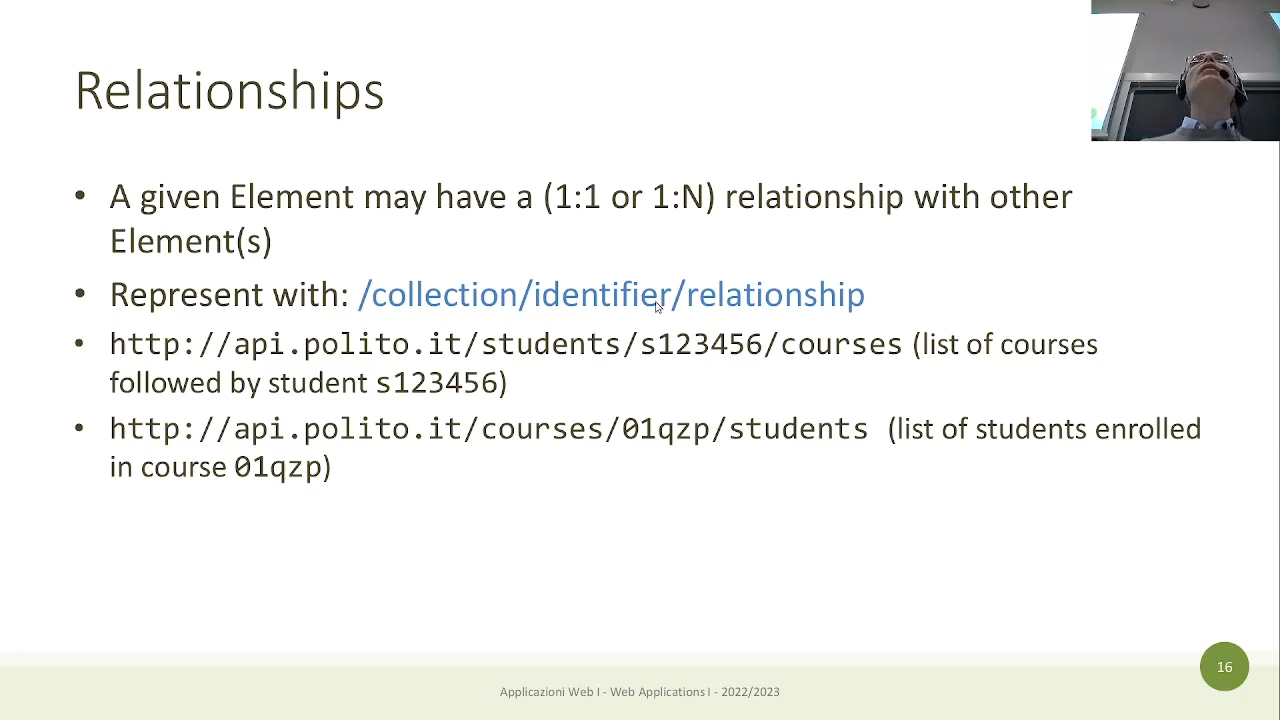 Relationships
• A given Element may have a (1:1 or 1:N) relationship with other
Element(s)
• Represent with: /collection/identifier/relationship
• http://api.polito.it/students/s123456/courses (list of courses
followed by student s123456)
• http://api.polito.it/courses/01qzp/students (list of students enrolled
in course 01qzp)
Applicazioni Web I - Web Applications I - 2022/2023
16